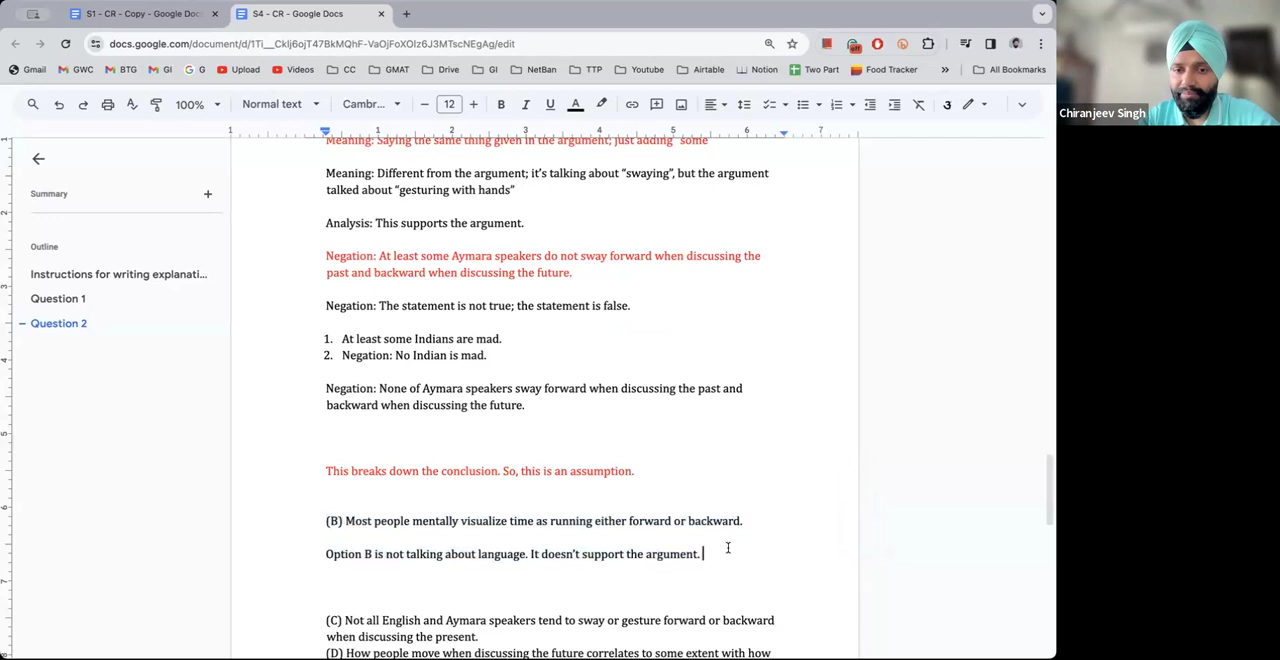 S1 - CR - Copy - Google Doc
S4 - CR - Google Docs
docs.google.com/document/d/1Ti__CkIj6ojT47BkMQhF-VaOjFoXOIz6J3MTscNEgAg/edit
Gmail
GWC
BTG
GI
G
Upload
Videos
CC
GMAT
Drive
CG
NetBan
TTP
Youtube
Airtable
Notion
Two Part
Food Tracker
All Bookmarks
100%
Normal text
Cambr...
12
Chiranjeev Singh
Summary
Outline
Instructions for writing explanati...
Question 1
Question 2
Meaning: Saying the same thing given in the argument; just adding "some
Meaning: Different from the argument; it's talking about "swaying", but the argument
talked about "gesturing with hands"
Analysis: This supports the argument.
Negation: At least some Aymara speakers do not sway forward when discussing the
past and backward when discussing the future.
Negation: The statement is not true; the statement is false.
1. At least some Indians are mad.
2. Negation: No Indian is mad.
Negation: None of Aymara speakers sway forward when discussing the past and
backward when discussing the future.
This breaks down the conclusion. So, this is an assumption.
(B) Most people mentally visualize time as running either forward or backward.
Option B is not talking about language. It doesn't support the argument.
(C) Not all English and Aymara speakers tend to sway or gesture forward or backward
when discussing the present.
(D) How people move when discussing the future correlates to some extent with how